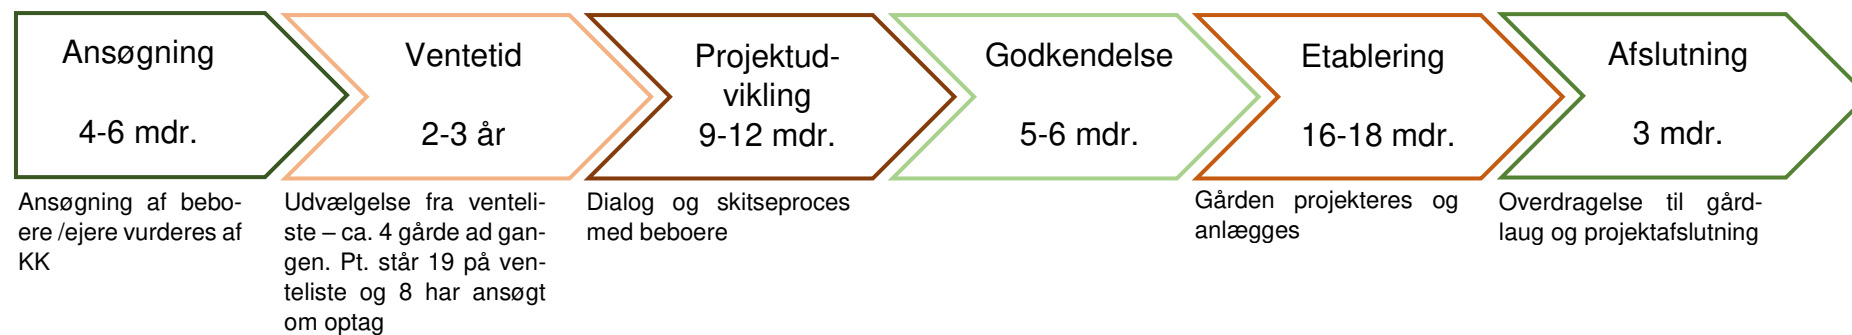 Ansøgning
4-6 mdr.
Ansøgning af bebo-
ere /ejere vurderes af
KK
Ventetid
2-3 år
Udvælgelse fra venteli-
ste – ca. 4 gårde ad gan-
gen. Pt. står 19 på ven-
teliste og 8 har ansøgt
om optag
Projektud-
vikling
9-12 mdr.
Dialog og skitseproces
med beboere
Godkendelse
5-6 mdr.
Etablering
16-18 mdr.
Gården projekteres og
anlægges
Afslutning
3 mdr.
Overdragelse til gård-
laug og projektafslutning